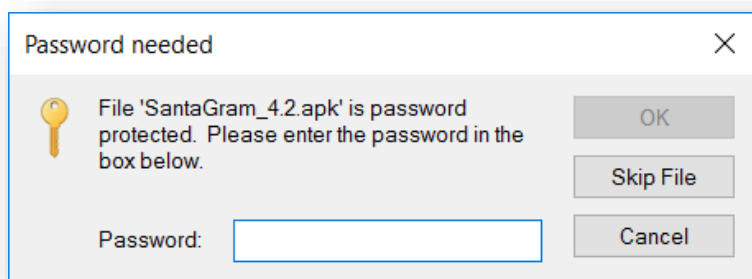 Password needed
File 'SantaGram_4.2.apk' is password
protected.  Please enter the password in the
box below.
OK
Skip File
Cancel
Password: